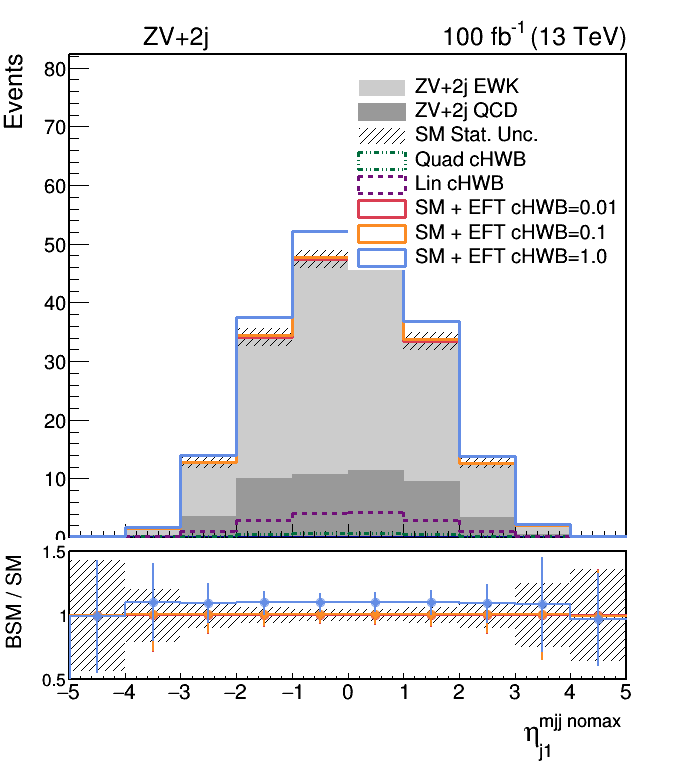 ZV+2j 100 fb-1 (13 TeV)
Events
80
70
60
50
40
30
20
10
0
ZV+2j EWK
ZV+2j QCD
SM Stat. Unc.
Quad cHWB
Lin cHWB
SM + EFT cHWB=0.01
SM + EFT cHWB=0.1
SM + EFT cHWB=1.0
BSM / SM
1.5
1
0.5
−5 −4 −3 −2 −1 0 1 2 3 4 5
η mjj nomax j1